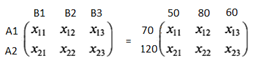 B1 B2 B3 50 80 60
A1 x11 x12 x13 = 70 x11 x12 x13
A2 x21 x22 x23 120 x21 x22 x23